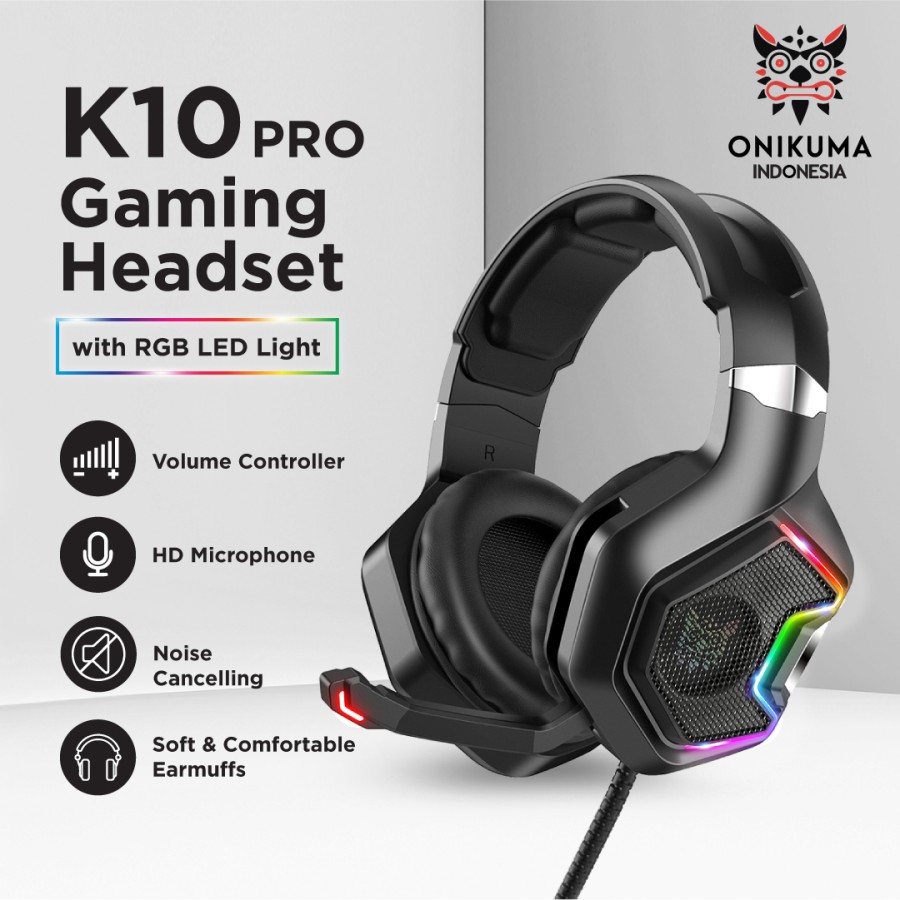 K10 PRO
Gaming
Headset
with RGB LED Light
Volume Controller
HD Microphone
Noise
Cancelling
Soft & Comfortable
Earmuffs
ONIKUMA
INDONESIA
R